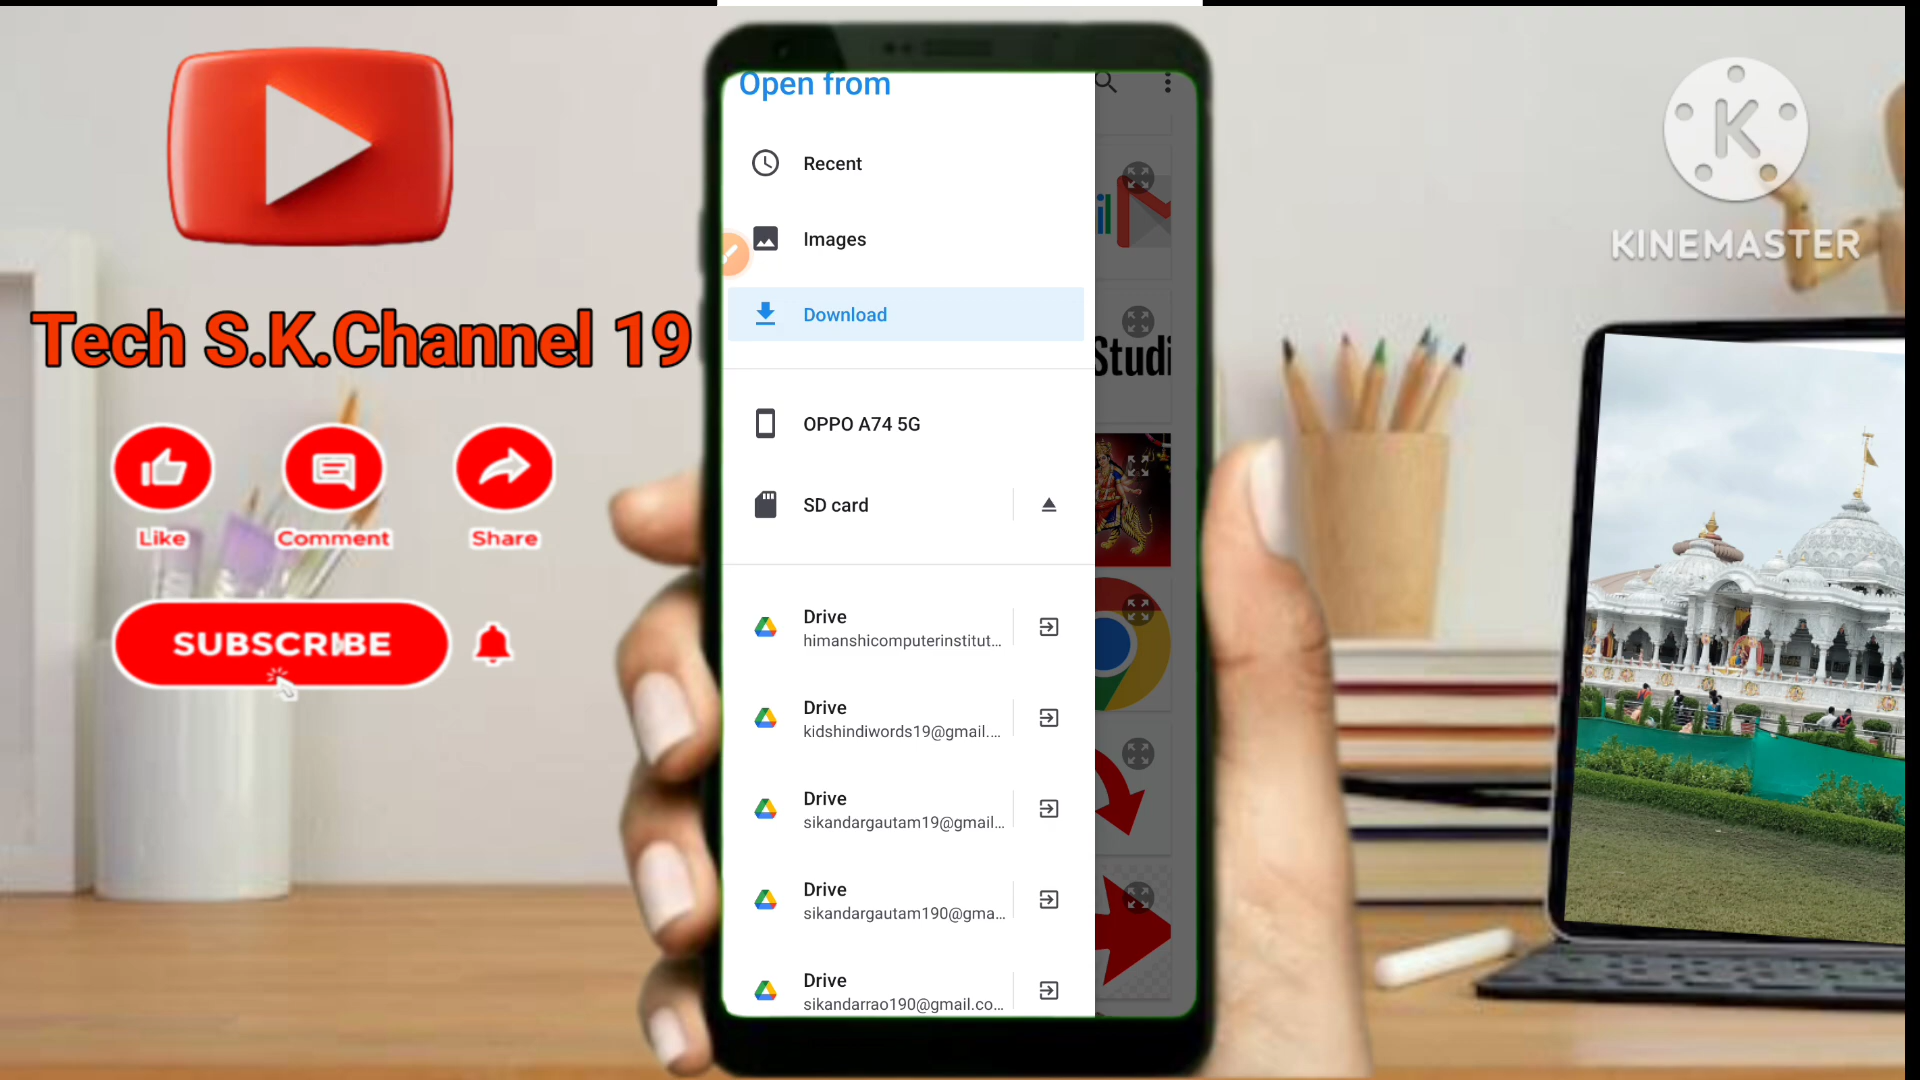 Open from
Recent
Images
Download
OPPO A74 5G
SD card
Drive
himanshicomputerinstitut...
Drive
kidshindiwords19@gmail....
Drive
sikandargautam19@gmail...
Drive
sikandargautam190@gma...
Drive
sikandarrao190@gmail.co...
il
Studi
Tech S.K.Channel 19
Like
Comment
Share
SUBSCRIBE
K
KINEMASTER